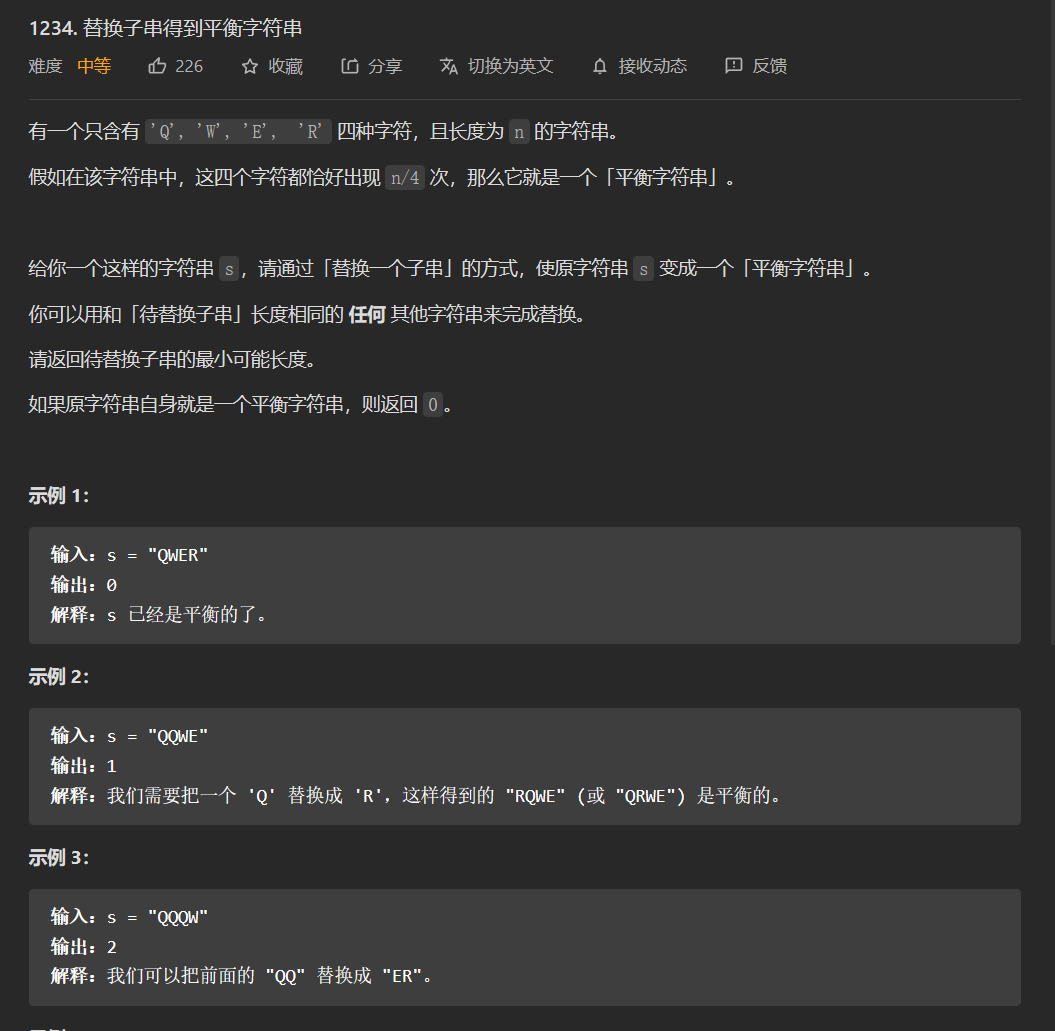 1234. 替换子串得到平衡字符串
难度 中等 226 收藏 分享 切换为英文 接收动态 反馈
有一个只含有 'Q', 'W', 'E', 'R' 四种字符，且长度为 n 的字符串。
假如在该字符串中，这四个字符都恰好出现 n/4 次，那么它就是一个「平衡字符串」。
给你一个这样的字符串 s，请通过「替换一个子串」的方式，使原字符串 s 变成一个「平衡字符串」。
你可以用和「待替换子串」长度相同的 任何 其他字符串来完成替换。
请返回待替换子串的最小可能长度。
如果原字符串自身就是一个平衡字符串，则返回 0。
示例 1：
输入：s = "QWER"
输出：0
解释：s 已经是平衡的了。
示例 2：
输入：s = "QQWE"
输出：1
解释：我们需要把一个 'Q' 替换成 'R'，这样得到的 "RQWE" (或 "QRWE") 是平衡的。
示例 3：
输入：s = "QQQW"
输出：2
解释：我们可以把前面的 "QQ" 替换成 "ER"。